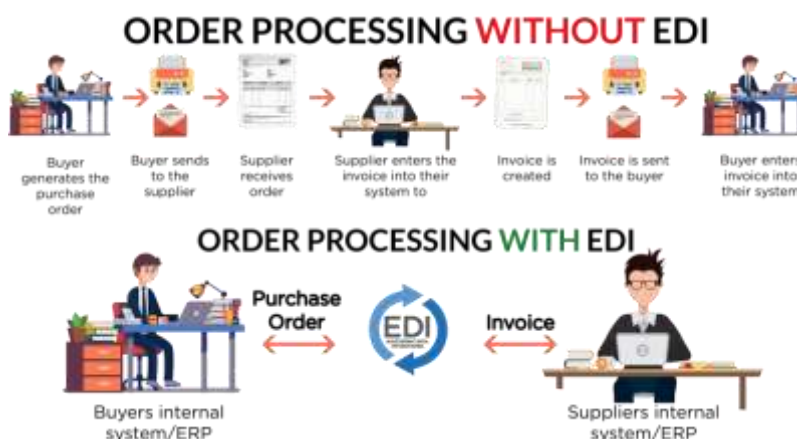 ORDER PROCESSING WITHOUT EDI
Buyer
generates the
purchase
order
Buyer sends
to the
supplier
Supplier
receives
order
Supplier enters the
invoice into their
system to
Invoice is
created
Invoice is sent
to the buyer
Buyer enters
invoice into
their system
ORDER PROCESSING WITH EDI
Purchase
Order
EDI
Invoice
Buyers internal
system/ERP
Suppliers internal
system/ERP